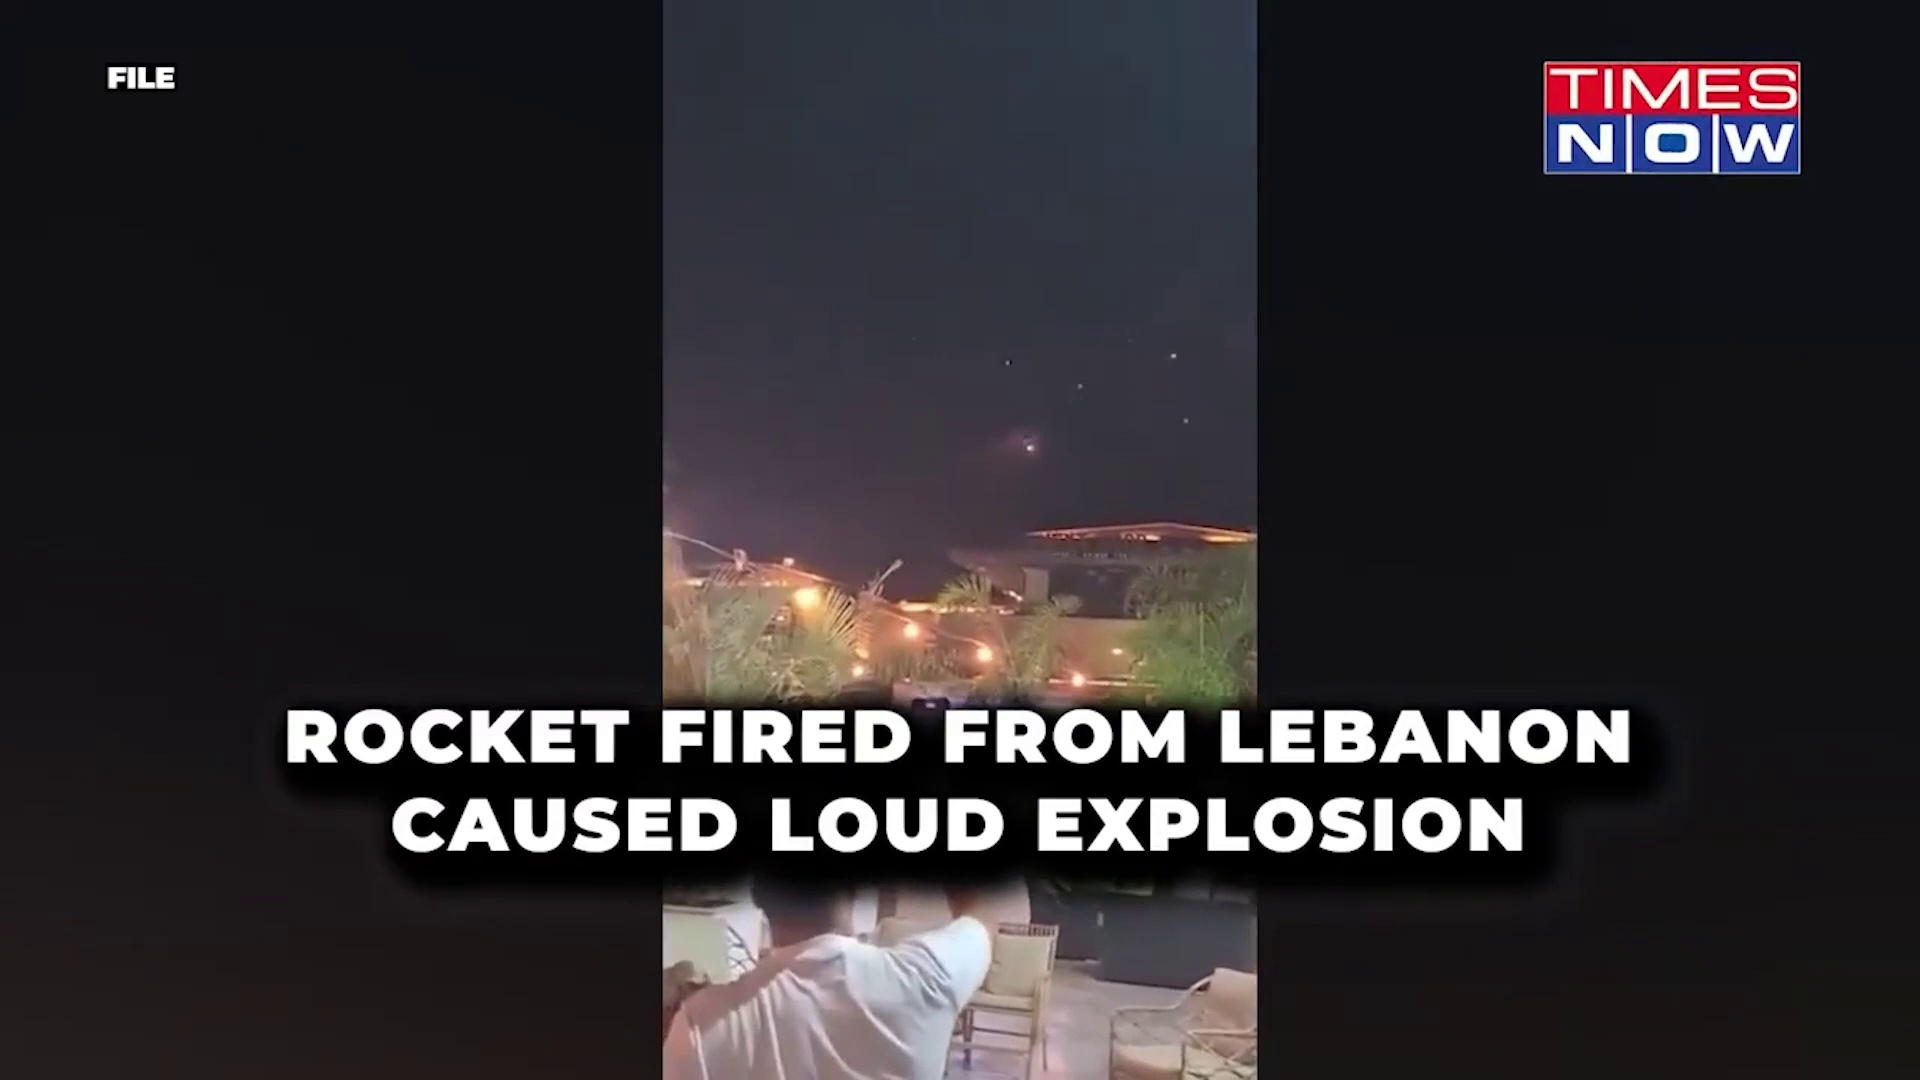 FILE
TIMES
NOW
ROCKET FIRED FROM LEBANON
CAUSED LOUD EXPLOSION